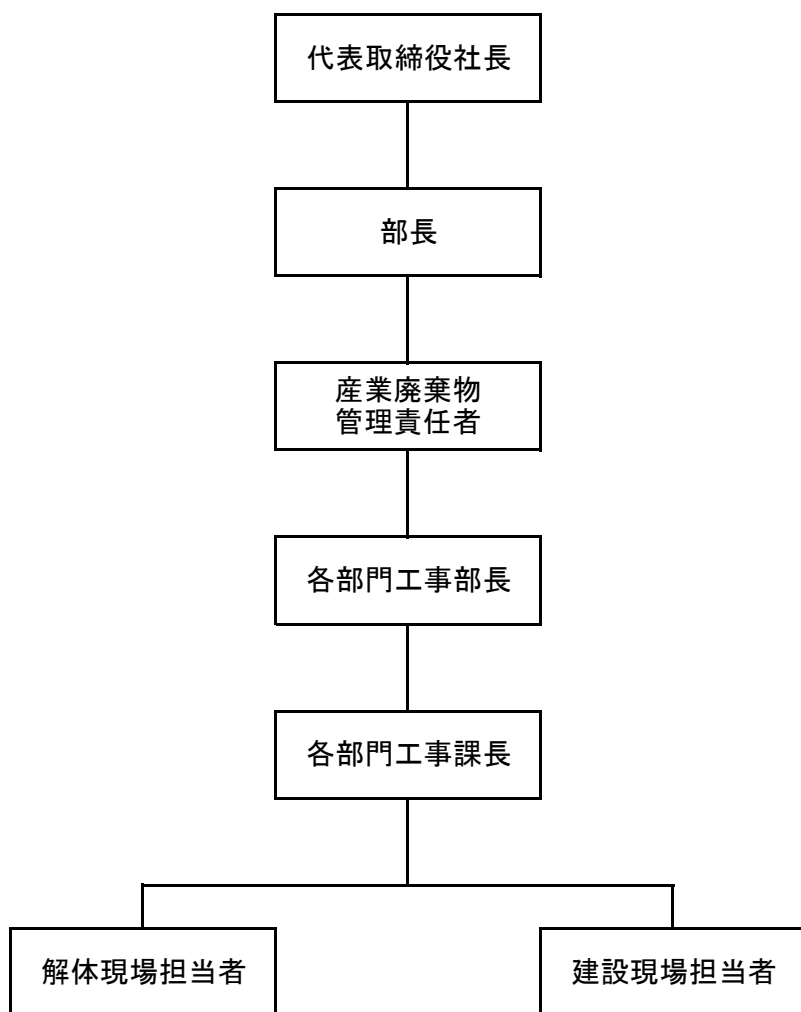 代表取締役社長
部長
産業廃棄物
管理責任者
各部門工事部長
各部門工事課長
解体現場担当者
建設現場担当者